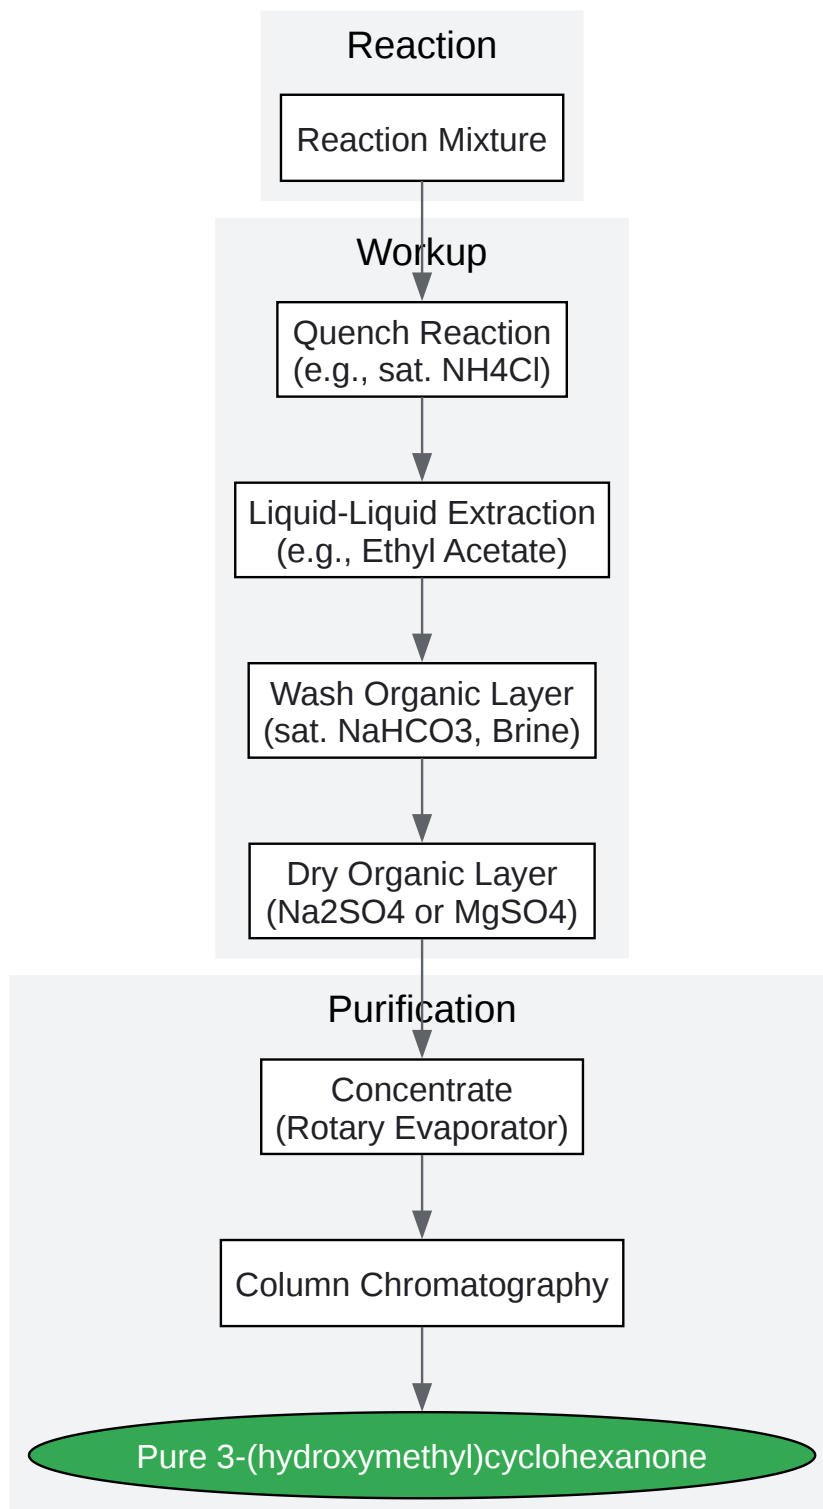 Reaction
Reaction Mixture
Workup
Quench Reaction
(e.g., sat. NH4Cl)
Liquid-Liquid Extraction
(e.g., Ethyl Acetate)
Wash Organic Layer
(sat. NaHCO3, Brine)
Dry Organic Layer
(Na2SO4 or MgSO4)
Purification
Concentrate
(Rotary Evaporator)
Column Chromatography
Pure 3-(hydroxymethyl)cyclohexanone